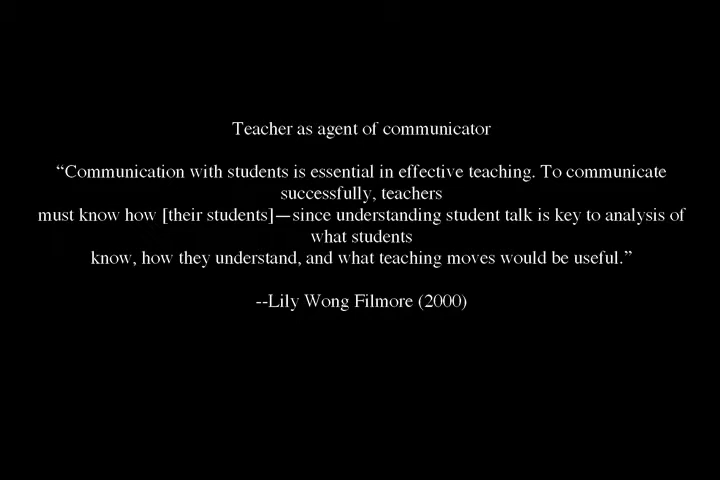 Teacher as agent of communicator
“Communication with students is essential in effective teaching. To communicate
successfully, teachers
must know how [their students]—since understanding student talk is key to analysis of
what students
know, how they understand, and what teaching moves would be useful.”
--Lily Wong Filmore (2000)